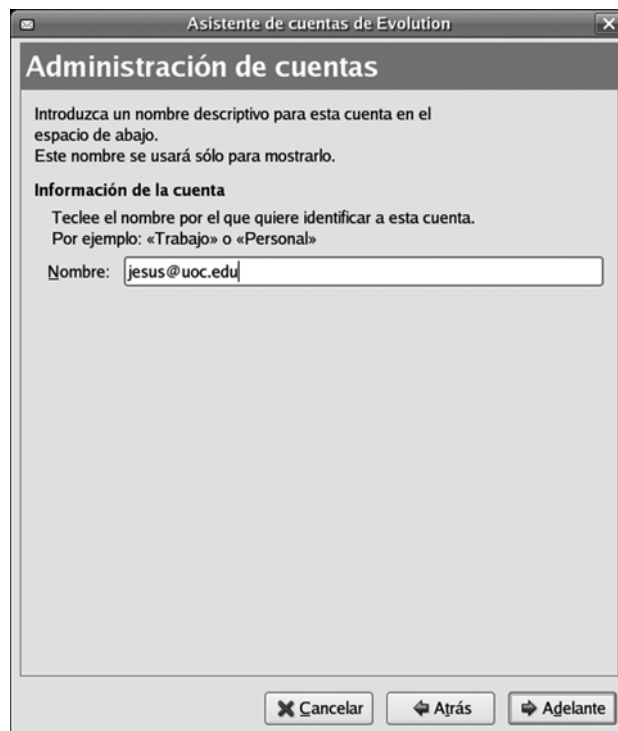 Asistente de cuentas de Evolution
Administración de cuentas
Introduzca un nombre descriptivo para esta cuenta en el
espacio de abajo.
Este nombre se usará sólo para mostrarlo.
Información de la cuenta
Teclee el nombre por el que quiere identificar a esta cuenta.
Por ejemplo: «Trabajo» o «Personal»
Nombre: jesus@uoc.edu
Cancelar Atrás Adelante